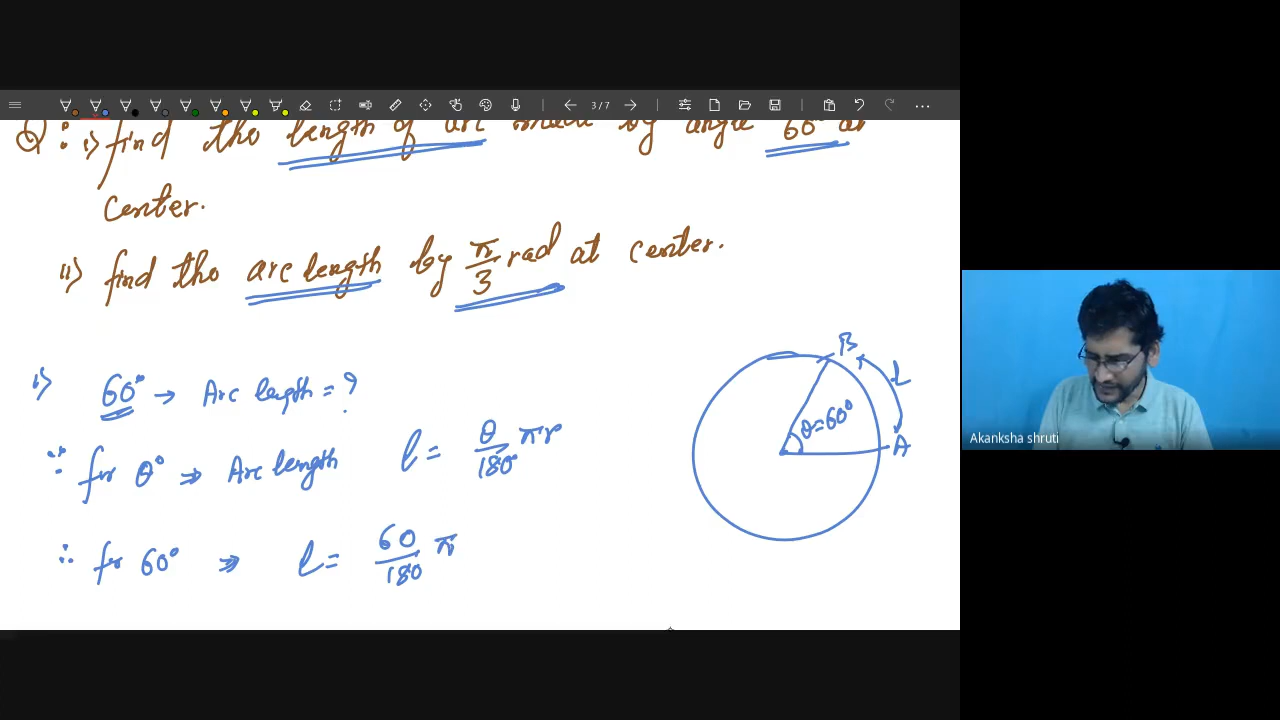 3 / 7
Q: i) find the length of arc made by angle 60° at
center.
ii) find the arc length by π/3 rad at center.
i) 60° → Arc length = ?
∵ for θ° ⇒ Arc length l = θ/180° πr
∴ for 60° ⇒ l = 60/180 π
B
l
θ=60°
A
Akanksha shruti